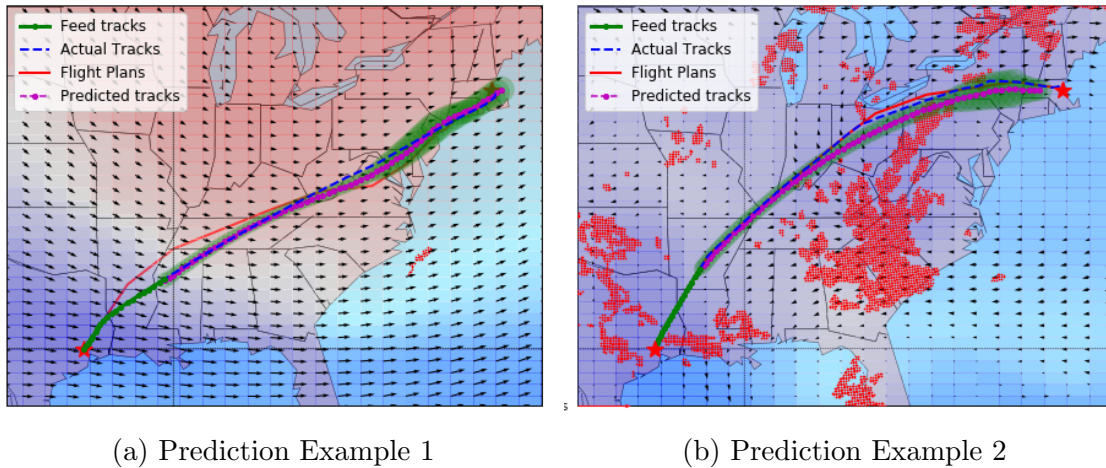 Feed tracks
Actual Tracks
Flight Plans
Predicted tracks
Feed tracks
Actual Tracks
Flight Plans
Predicted tracks
s
(a) Prediction Example 1
(b) Prediction Example 2